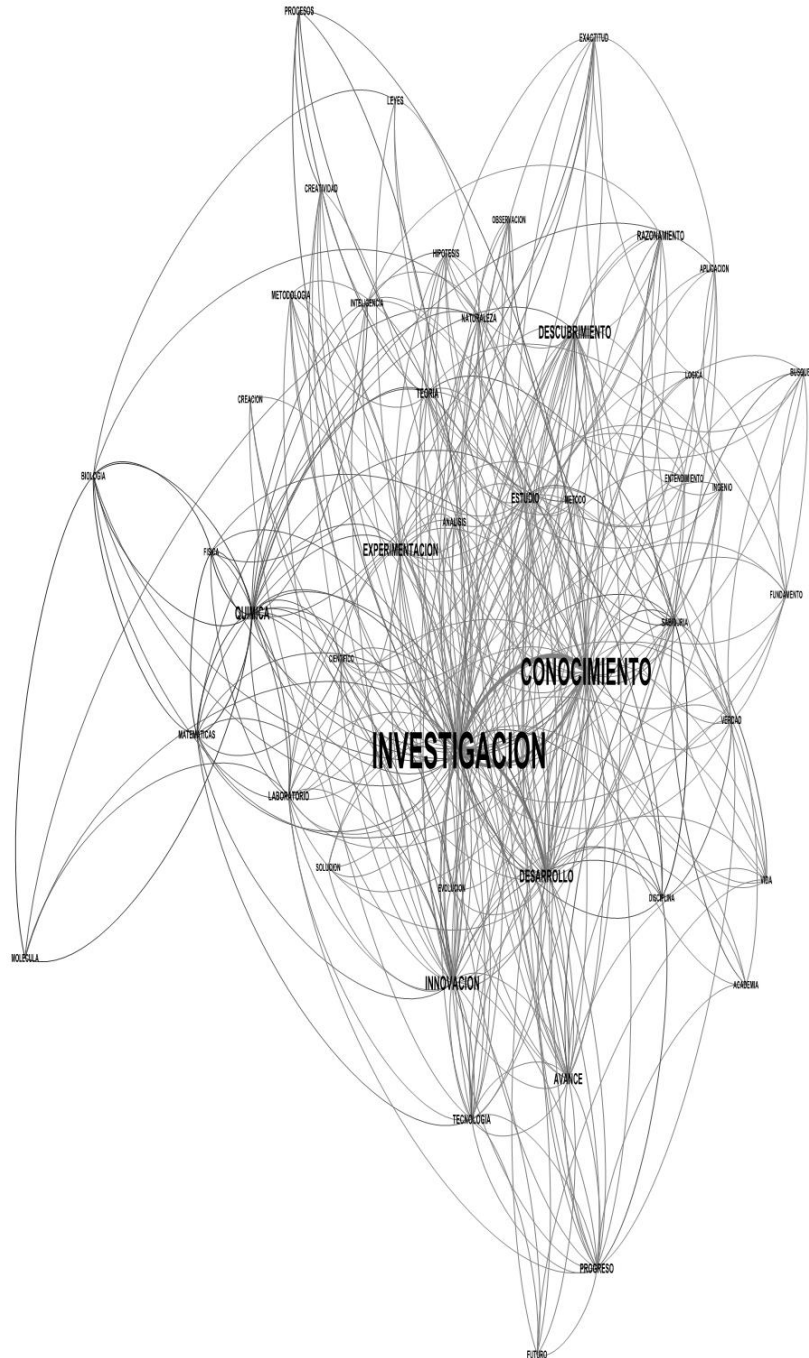 PROCESOS
EXACTITUD
LEYES
CREATIVIDAD
OBSERVACION
RAZONAMIENTO
HIPOTESIS
APLICACION
METODOLOGIA
INTELIGENCIA
NATURALEZA
DESCUBRIMIENTO
LOGICA
BUSQUE
TEORIA
CREACION
BIOLOGIA
ENTENDIMIENTO
INGENIO
ESTUDIO
METODO
ANALISIS
EXPERIMENTACION
FISICA
FUNDAMENTO
QUIMICA
SABIDURIA
CIENTIFICO
CONOCIMIENTO
VERDAD
MATEMATICAS
INVESTIGACION
LABORATORIO
SOLUCION
DESARROLLO
VIDA
EVOLUCION
DISCIPLINA
MOLECULA
INNOVACION
ACADEMIA
AVANCE
TECNOLOGIA
PROGRESO
FUTURO